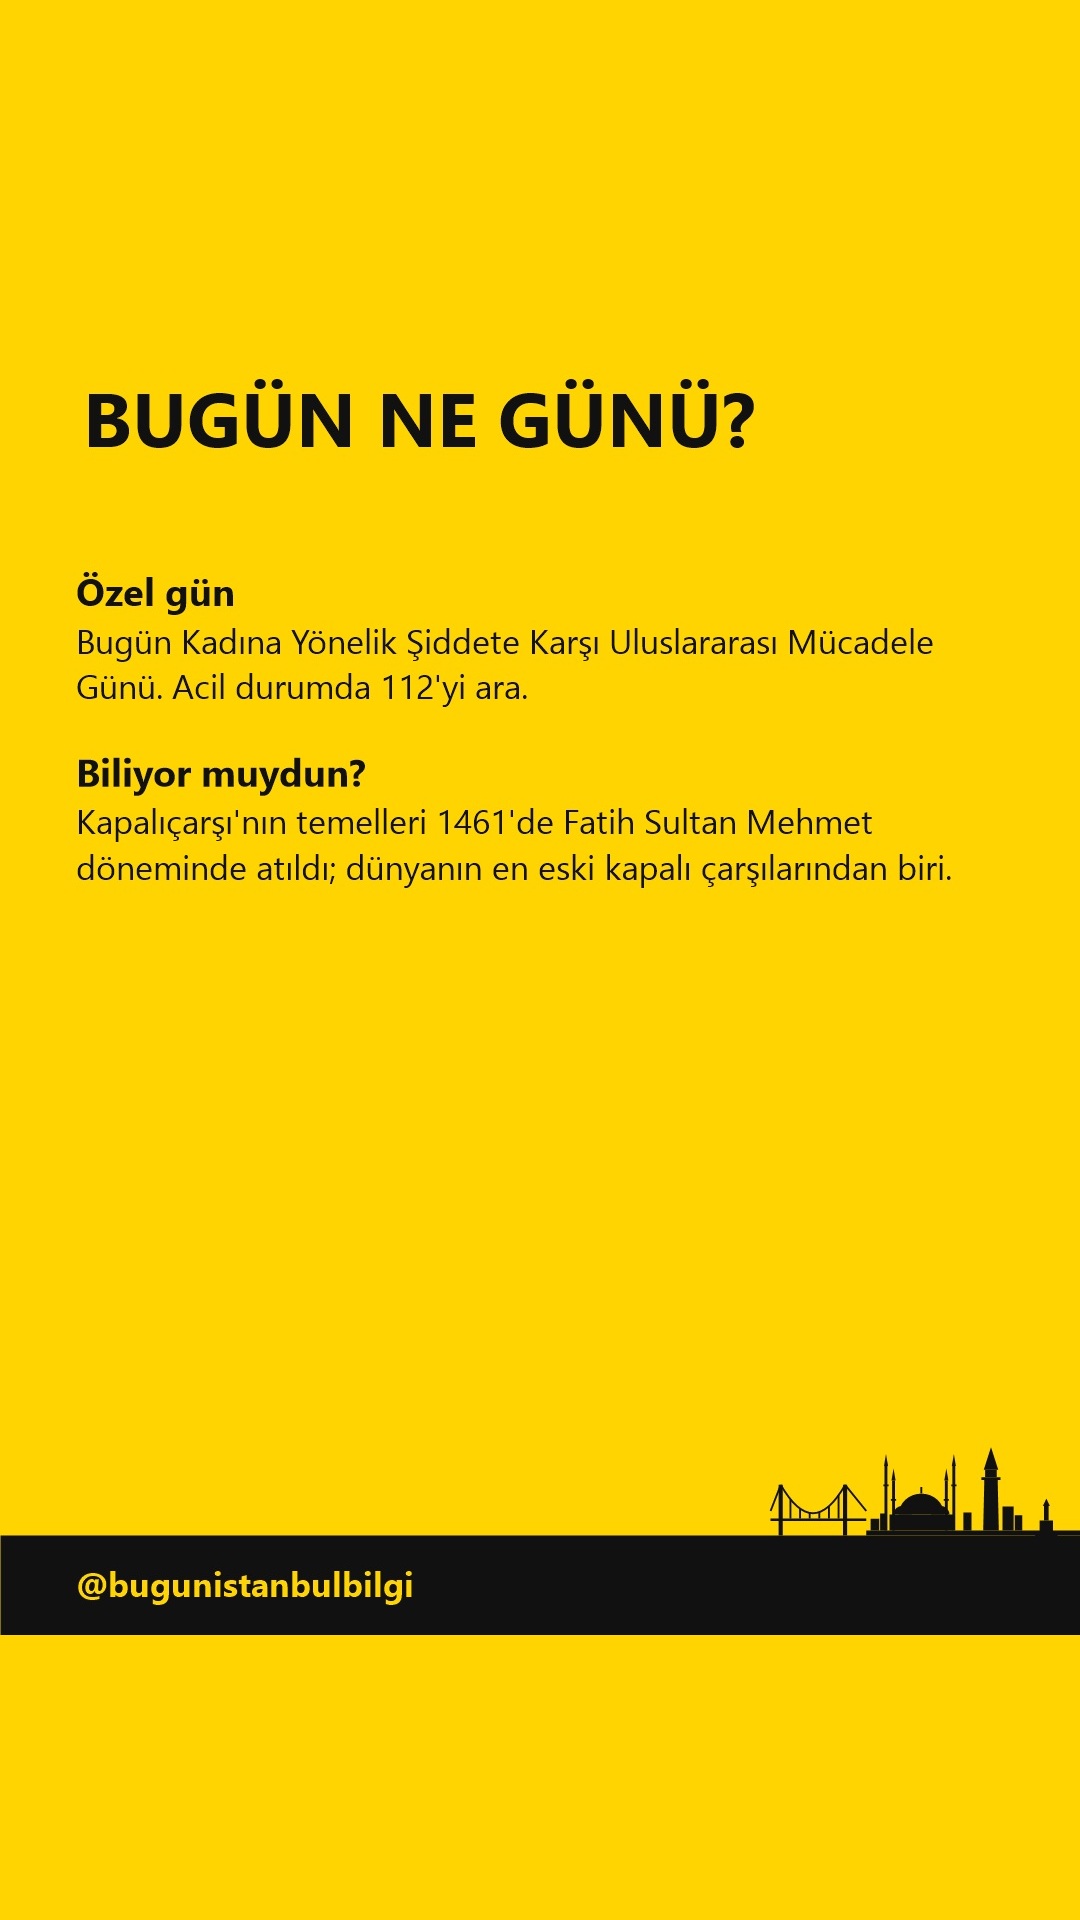 BUGÜN NE GÜNÜ?
Özel gün
Bugün Kadına Yönelik Şiddete Karşı Uluslararası Mücadele
Günü. Acil durumda 112'yi ara.
Biliyor muydun?
Kapalıçarşı'nın temelleri 1461'de Fatih Sultan Mehmet
döneminde atıldı; dünyanın en eski kapalı çarşılarından biri.
@bugunistanbulbilgi